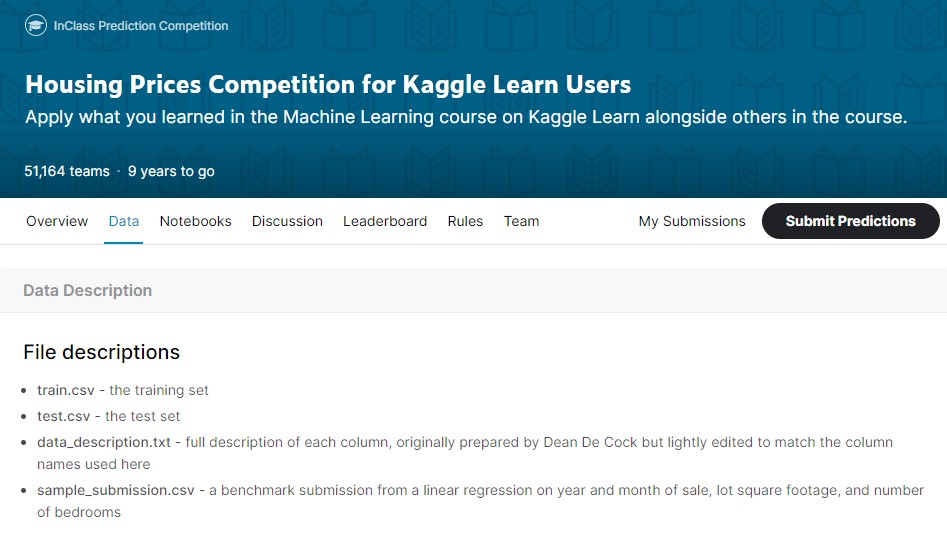 InClass Prediction Competition
Housing Prices Competition for Kaggle Learn Users
Apply what you learned in the Machine Learning course on Kaggle Learn alongside others in the course.
51,164 teams · 9 years to go
Overview Data Notebooks Discussion Leaderboard Rules Team My Submissions Submit Predictions
Data Description
File descriptions
• train.csv - the training set
• test.csv - the test set
• data_description.txt - full description of each column, originally prepared by Dean De Cock but lightly edited to match the column
names used here
• sample_submission.csv - a benchmark submission from a linear regression on year and month of sale, lot square footage, and number
of bedrooms